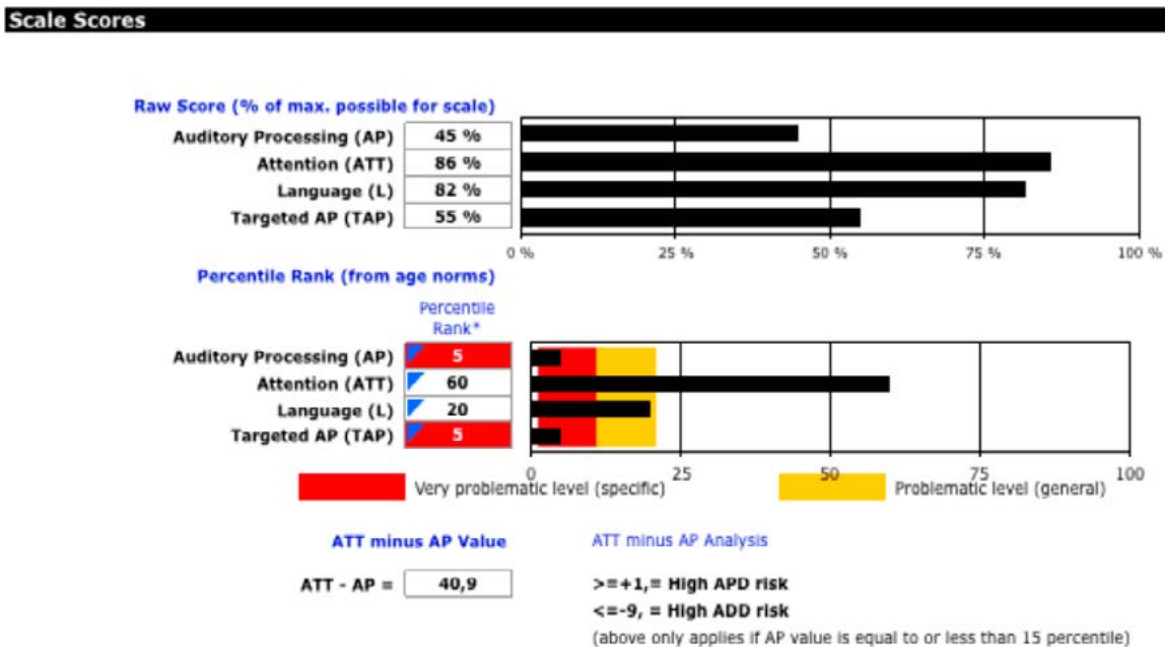 Scale Scores
Raw Score (% of max. possible for scale)
Auditory Processing (AP) 45 %
Attention (ATT) 86 %
Language (L) 82 %
Targeted AP (TAP) 55 %
0 % 25 % 50 % 75 % 100 %
Percentile Rank (from age norms)
Percentile
Rank*
Auditory Processing (AP) 5
Attention (ATT) 60
Language (L) 20
Targeted AP (TAP) 5
0 25 50 75 100
Very problematic level (specific) Problematic level (general)
ATT minus AP Value ATT minus AP Analysis
ATT - AP = 40,9 >=+1,= High APD risk
<=-9, = High ADD risk
(above only applies if AP value is equal to or less than 15 percentile)